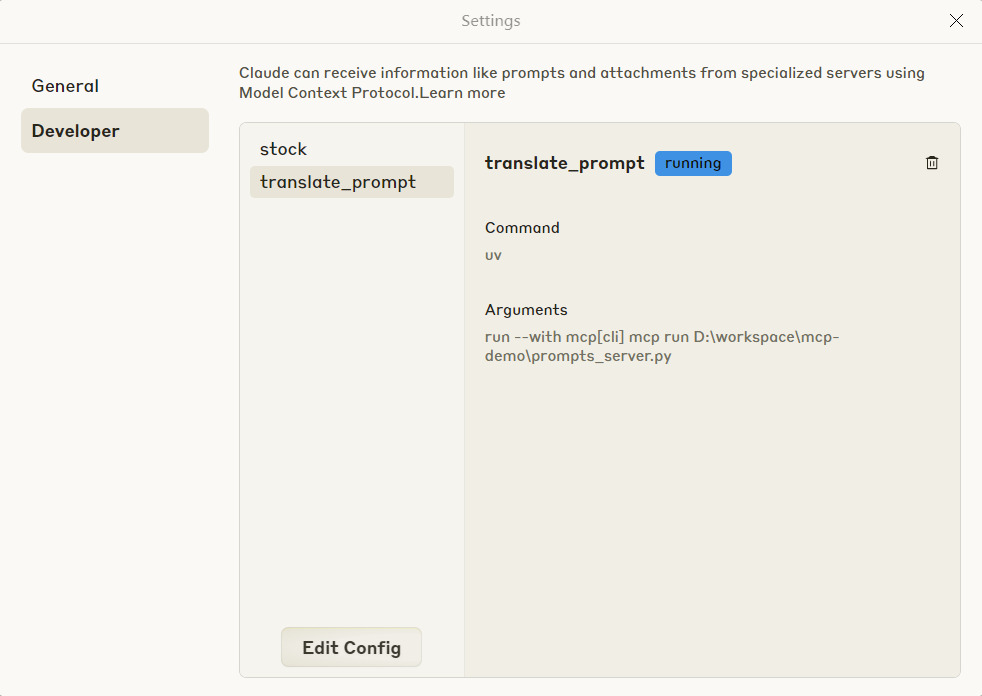 Settings
General
Developer
Claude can receive information like prompts and attachments from specialized servers using
Model Context Protocol.Learn more
stock
translate_prompt
Edit Config
translate_prompt running
Command
uv
Arguments
run --with mcp[cli] mcp run D:\workspace\mcp-
demo\prompts_server.py